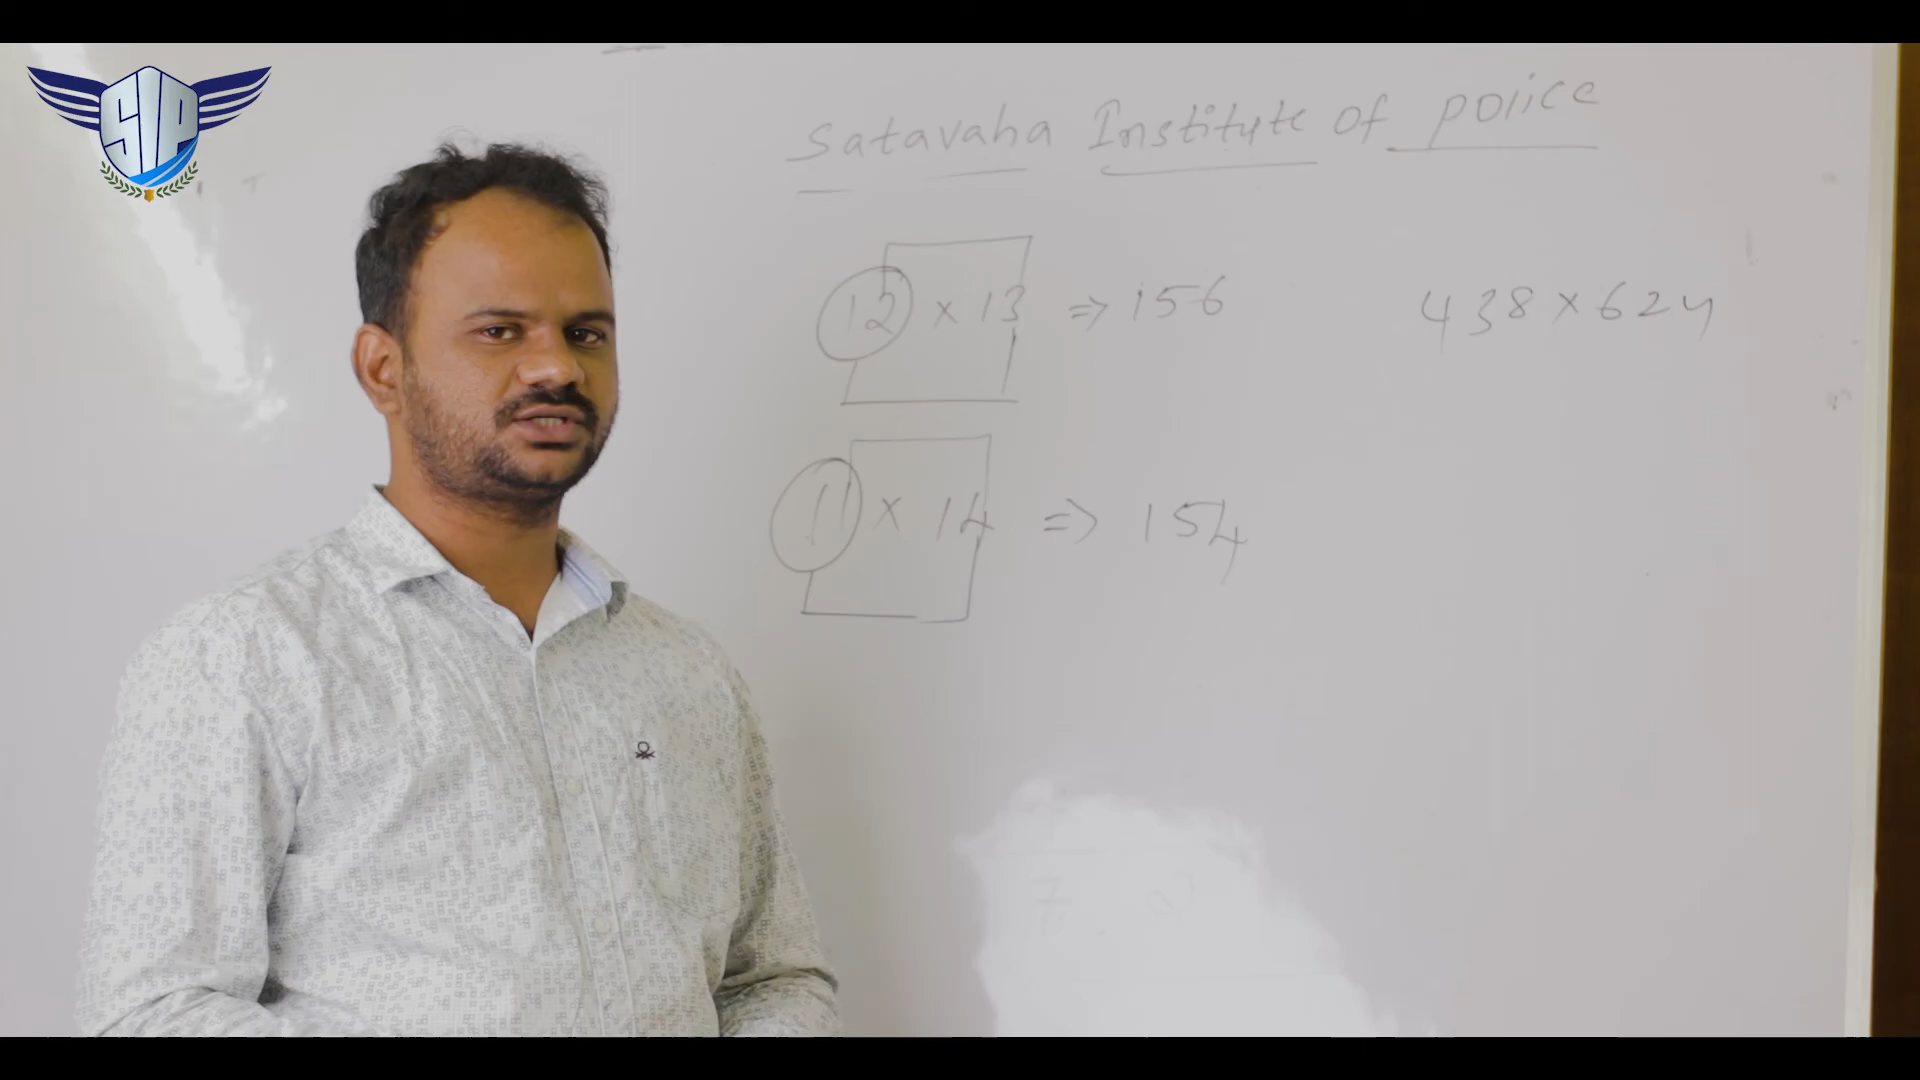 SIP
Satavaha Institute of police
12 × 13 => 156
438 × 624
11 × 14 => 154